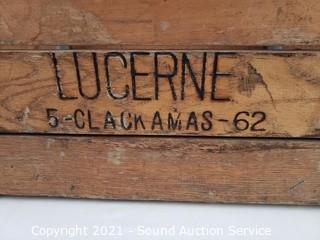 LUCERNE
5-CLACKAMAS-62
Copyright 2021 - Sound Auction Service